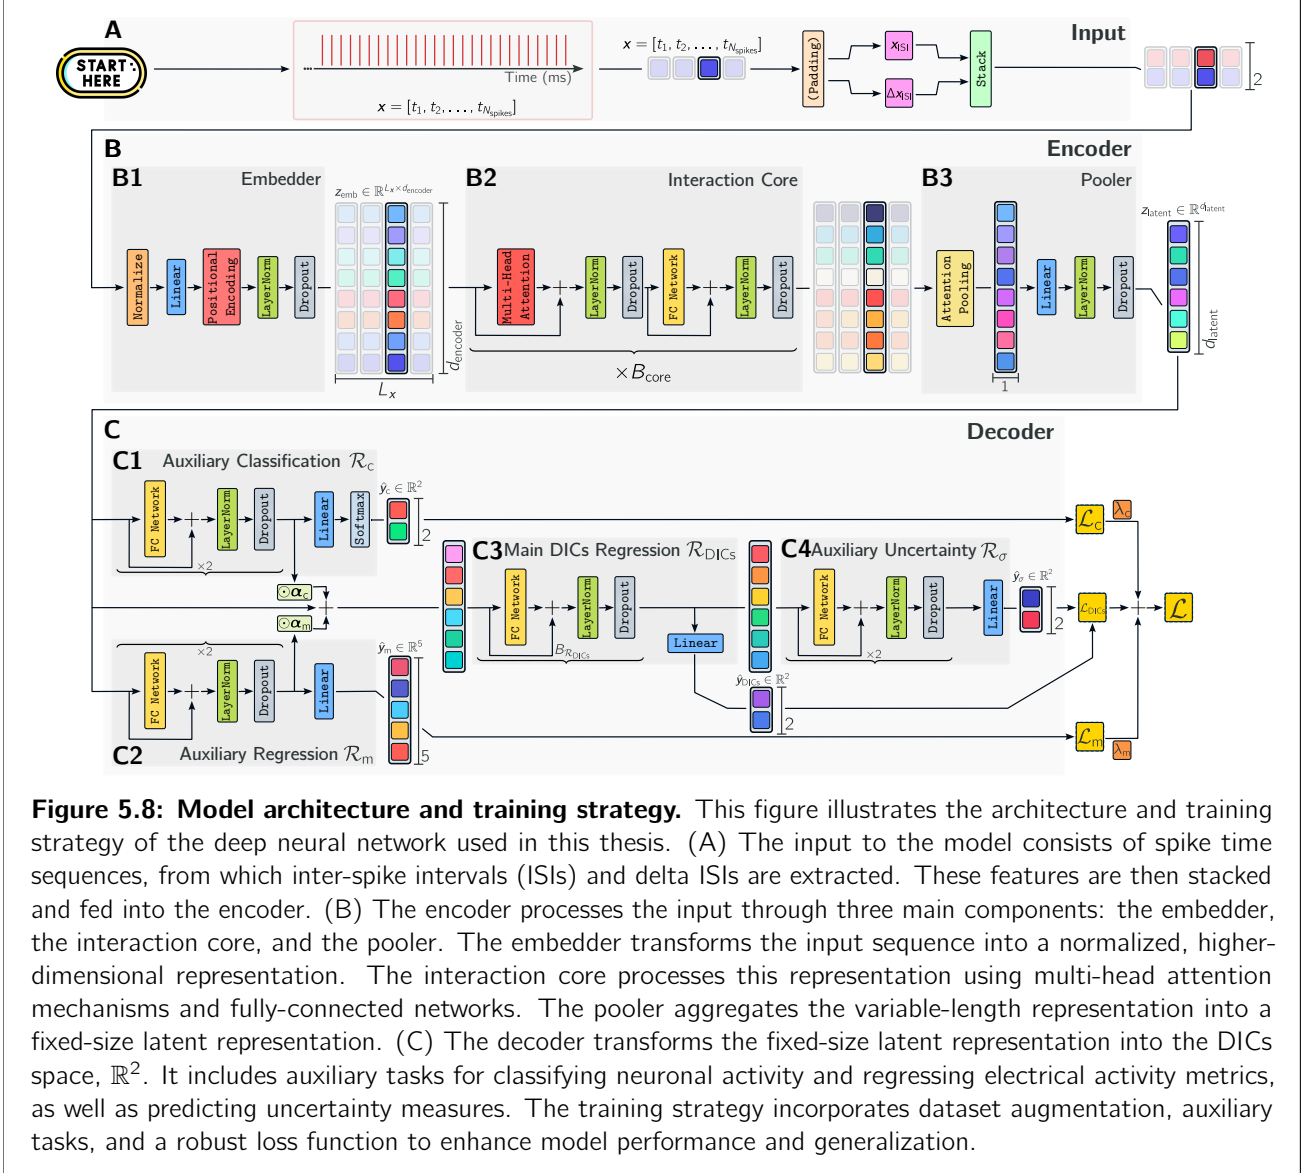 A
Input
START
HERE
...
Time (ms)
x = [t1, t2, . . . , tNspikes]
x = [t1, t2, . . . , tNspikes]
(Padding)
xISI
ΔxISI
Stack
2
B
Encoder
B1
Embedder
Normalize
Linear
Positional
Encoding
LayerNorm
Dropout
zemb ∈ ℝ^Lx×dencoder
dencoder
Lx
B2
Interaction Core
Multi-Head
Attention
LayerNorm
Dropout
FC Network
LayerNorm
Dropout
×Bcore
B3
Pooler
Attention
Pooling
1
Linear
LayerNorm
Dropout
zlatent ∈ ℝ^dlatent
dlatent
C
Decoder
C1
Auxiliary Classification ℛc
FC Network
LayerNorm
Dropout
×2
Linear
Softmax
ŷc ∈ ℝ²
2
⊙αc
⊙αm
C2
Auxiliary Regression ℛm
×2
FC Network
LayerNorm
Dropout
Linear
ŷm ∈ ℝ⁵
5
C3
Main DICs Regression ℛDICs
FC Network
LayerNorm
Dropout
BℛDICs
Linear
ŷDICs ∈ ℝ²
2
C4
Auxiliary Uncertainty ℛσ
FC Network
LayerNorm
Dropout
×2
Linear
ŷσ ∈ ℝ²
2
ℒc
λc
ℒDICs
ℒ
ℒm
λm
Figure 5.8: Model architecture and training strategy. This figure illustrates the architecture and training
strategy of the deep neural network used in this thesis. (A) The input to the model consists of spike time
sequences, from which inter-spike intervals (ISIs) and delta ISIs are extracted. These features are then stacked
and fed into the encoder. (B) The encoder processes the input through three main components: the embedder,
the interaction core, and the pooler. The embedder transforms the input sequence into a normalized, higher-
dimensional representation. The interaction core processes this representation using multi-head attention
mechanisms and fully-connected networks. The pooler aggregates the variable-length representation into a
fixed-size latent representation. (C) The decoder transforms the fixed-size latent representation into the DICs
space, ℝ². It includes auxiliary tasks for classifying neuronal activity and regressing electrical activity metrics,
as well as predicting uncertainty measures. The training strategy incorporates dataset augmentation, auxiliary
tasks, and a robust loss function to enhance model performance and generalization.